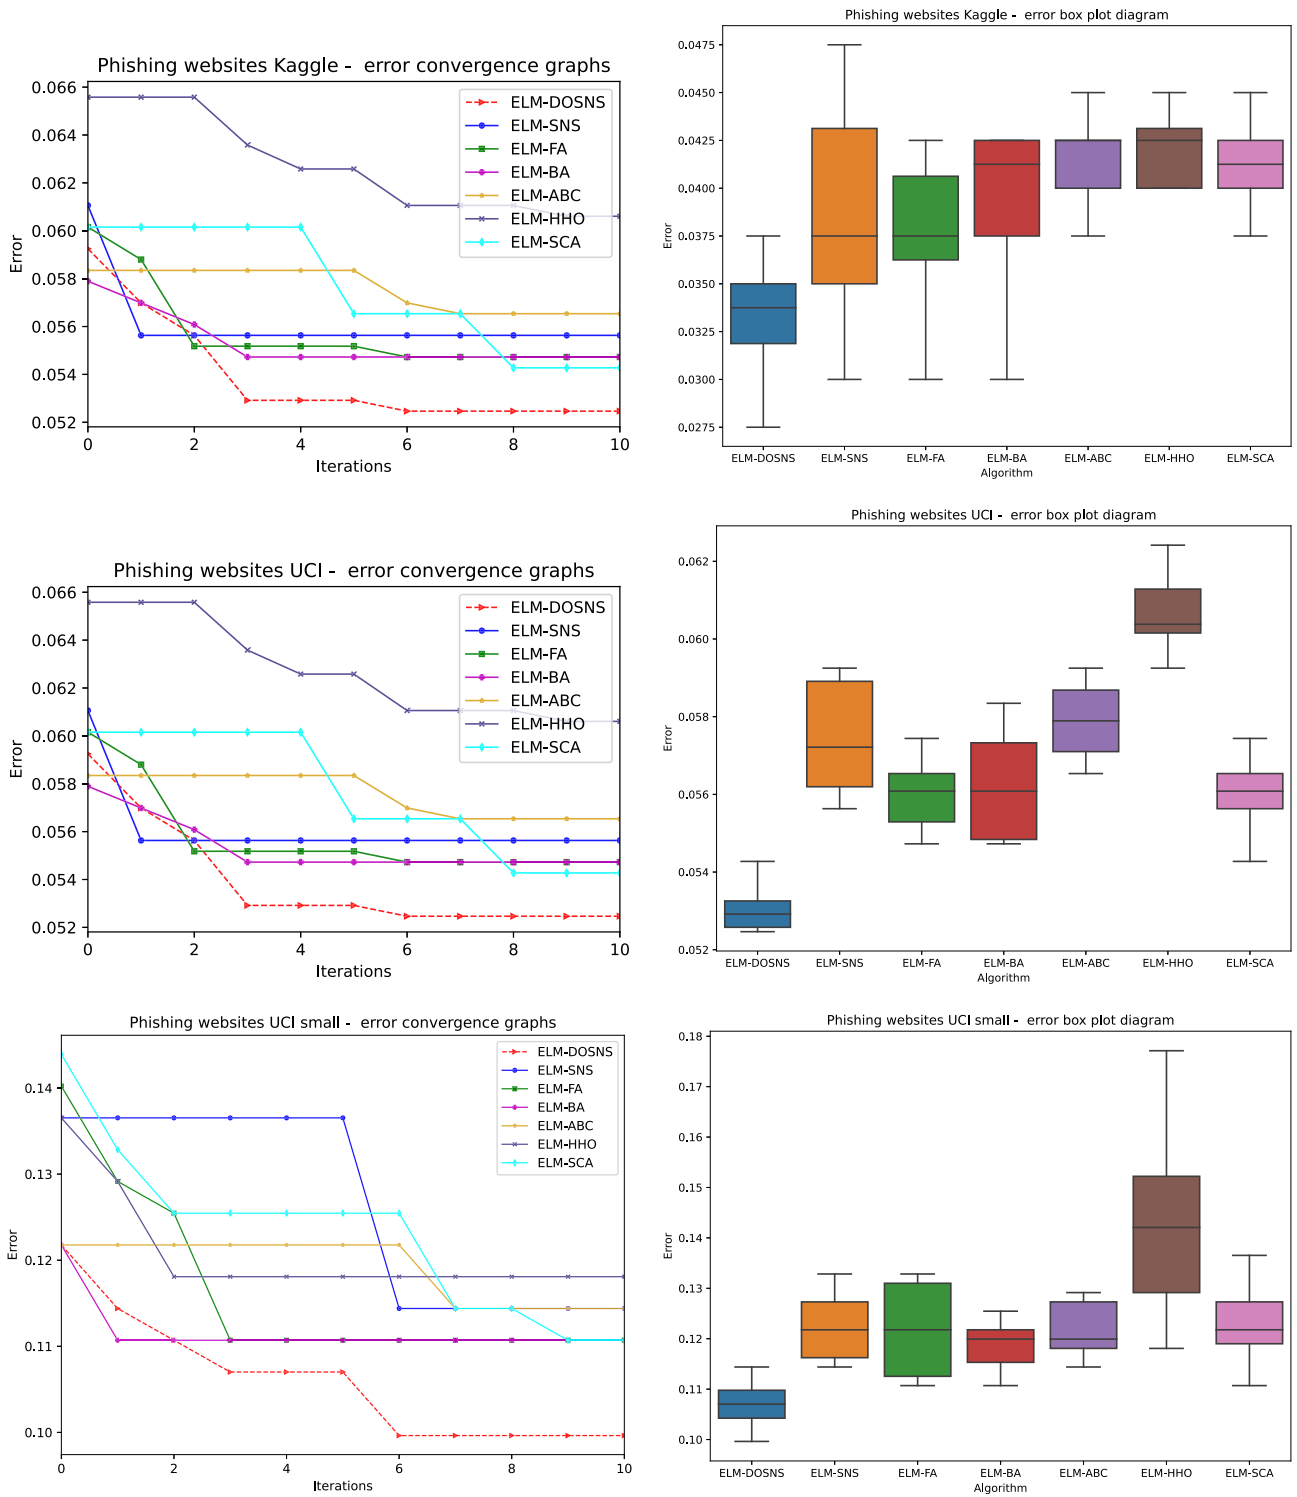 Phishing websites Kaggle -  error convergence graphs
0.066
0.064
0.062
0.060
0.058
0.056
0.054
0.052
Error
0
2
4
6
8
10
Iterations
ELM-DOSNS
ELM-SNS
ELM-FA
ELM-BA
ELM-ABC
ELM-HHO
ELM-SCA
Phishing websites Kaggle -  error box plot diagram
0.0475
0.0450
0.0425
0.0400
0.0375
0.0350
0.0325
0.0300
0.0275
Error
ELM-DOSNS
ELM-SNS
ELM-FA
ELM-BA
ELM-ABC
ELM-HHO
ELM-SCA
Algorithm
Phishing websites UCI -  error convergence graphs
0.066
0.064
0.062
0.060
0.058
0.056
0.054
0.052
Error
0
2
4
6
8
10
Iterations
ELM-DOSNS
ELM-SNS
ELM-FA
ELM-BA
ELM-ABC
ELM-HHO
ELM-SCA
Phishing websites UCI -  error box plot diagram
0.062
0.060
0.058
0.056
0.054
0.052
Error
ELM-DOSNS
ELM-SNS
ELM-FA
ELM-BA
ELM-ABC
ELM-HHO
ELM-SCA
Algorithm
Phishing websites UCI small -  error convergence graphs
0.14
0.13
0.12
0.11
0.10
Error
0
2
4
6
8
10
Iterations
ELM-DOSNS
ELM-SNS
ELM-FA
ELM-BA
ELM-ABC
ELM-HHO
ELM-SCA
Phishing websites UCI small -  error box plot diagram
0.18
0.17
0.16
0.15
0.14
0.13
0.12
0.11
0.10
Error
ELM-DOSNS
ELM-SNS
ELM-FA
ELM-BA
ELM-ABC
ELM-HHO
ELM-SCA
Algorithm